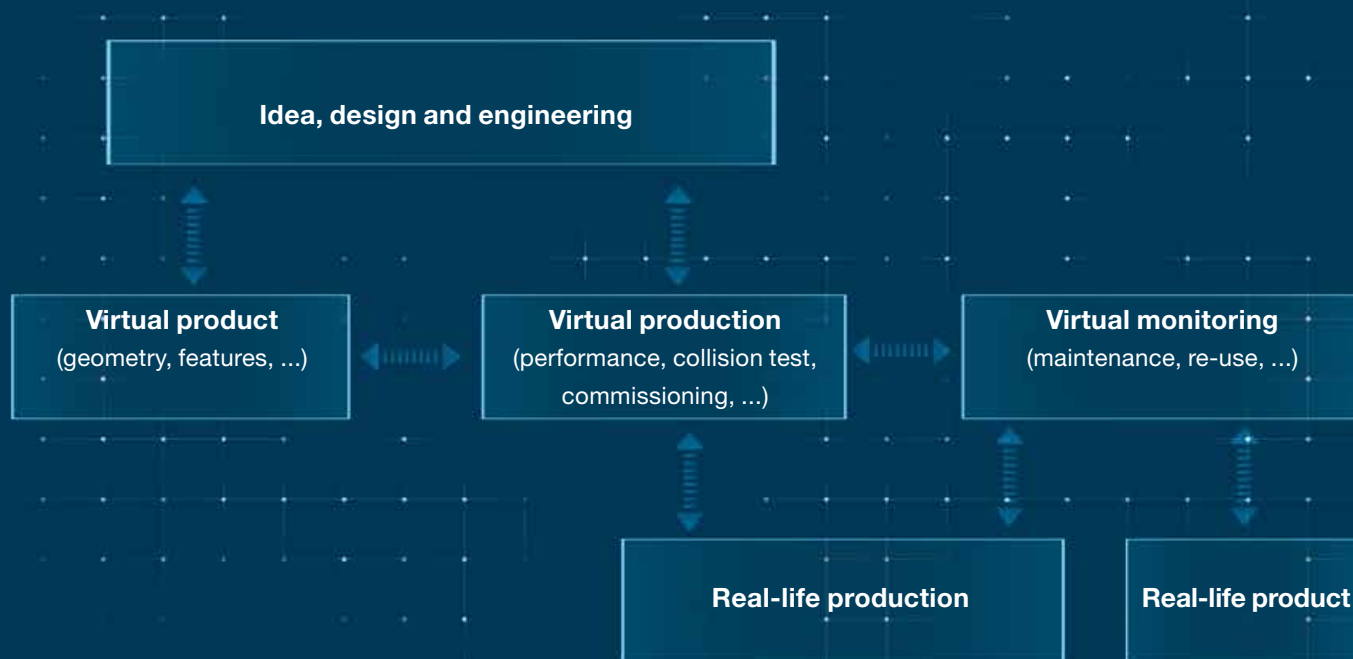 Idea, design and engineering
Virtual product
(geometry, features, ...)
Virtual production
(performance, collision test,
commissioning, ...)
Virtual monitoring
(maintenance, re-use, ...)
Real-life production
Real-life product